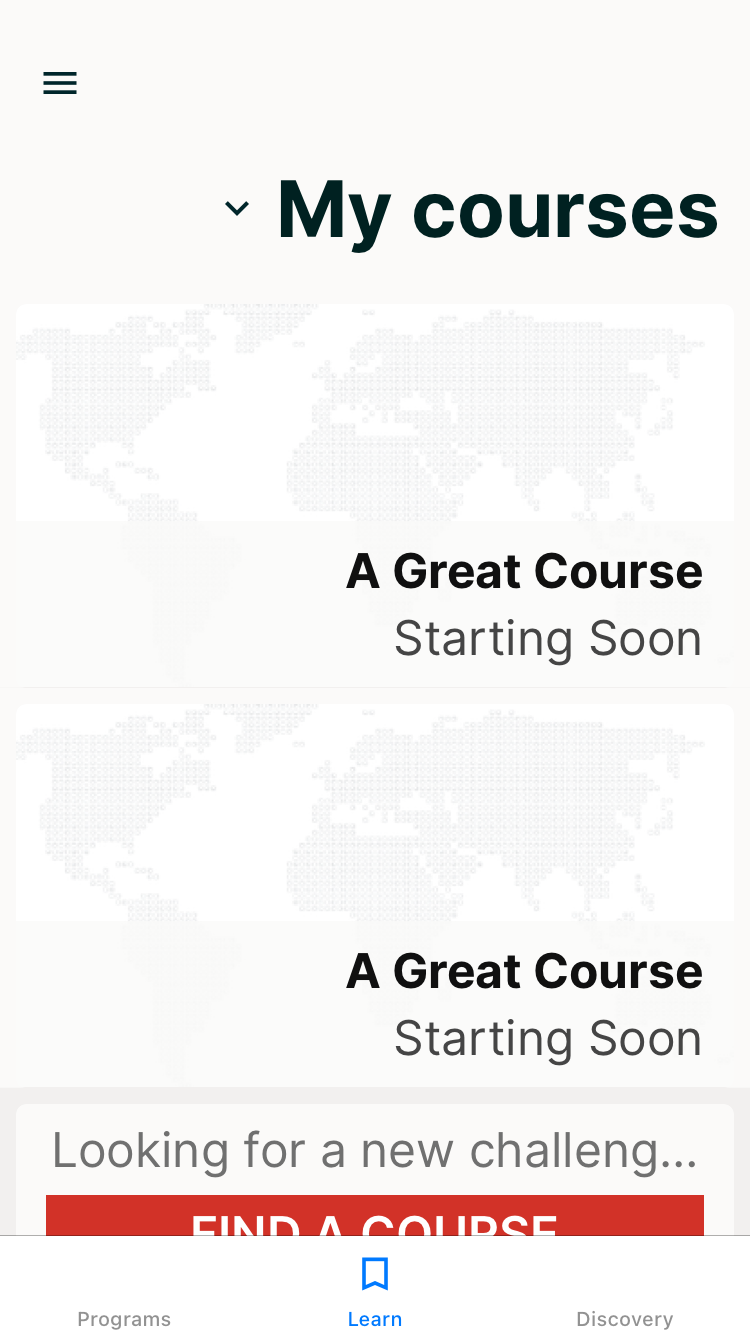 My courses
A Great Course
Starting Soon
A Great Course
Starting Soon
Looking for a new challeng...
FIND A COURSE
Programs
Learn
Discovery